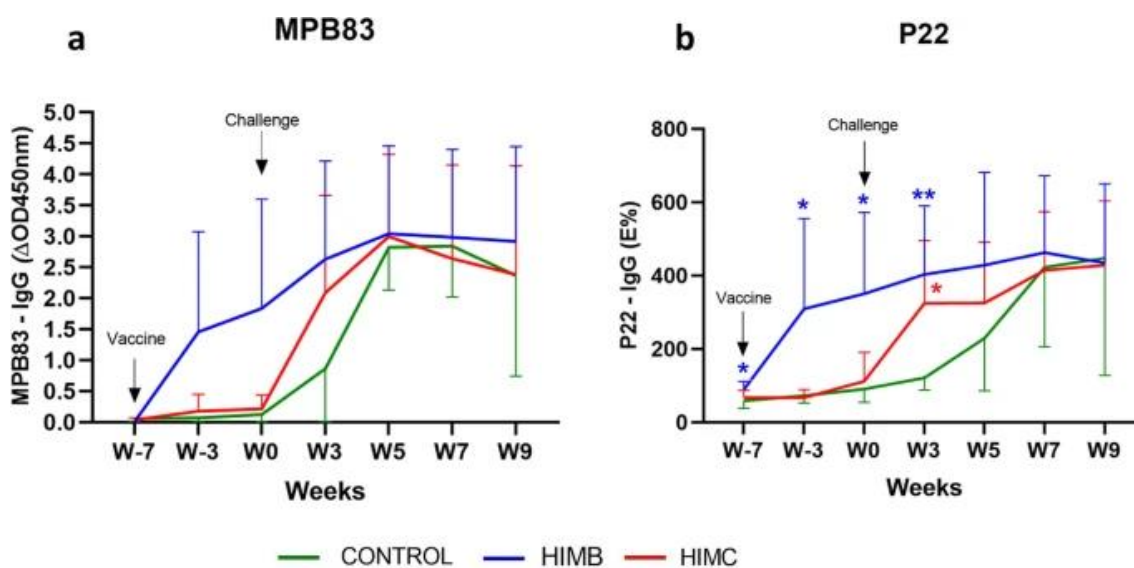 a
MPB83
MPB83 - IgG (ΔOD450nm)
5.0
4.5
4.0
3.5
3.0
2.5
2.0
1.5
1.0
0.5
0.0
Vaccine
Challenge
W-7 W-3 W0 W3 W5 W7 W9
Weeks
b
P22
P22 - IgG (E%)
800
600
400
200
0
Vaccine
Challenge
*
*
*
**
*
W-7 W-3 W0 W3 W5 W7 W9
Weeks
CONTROL HIMB HIMC